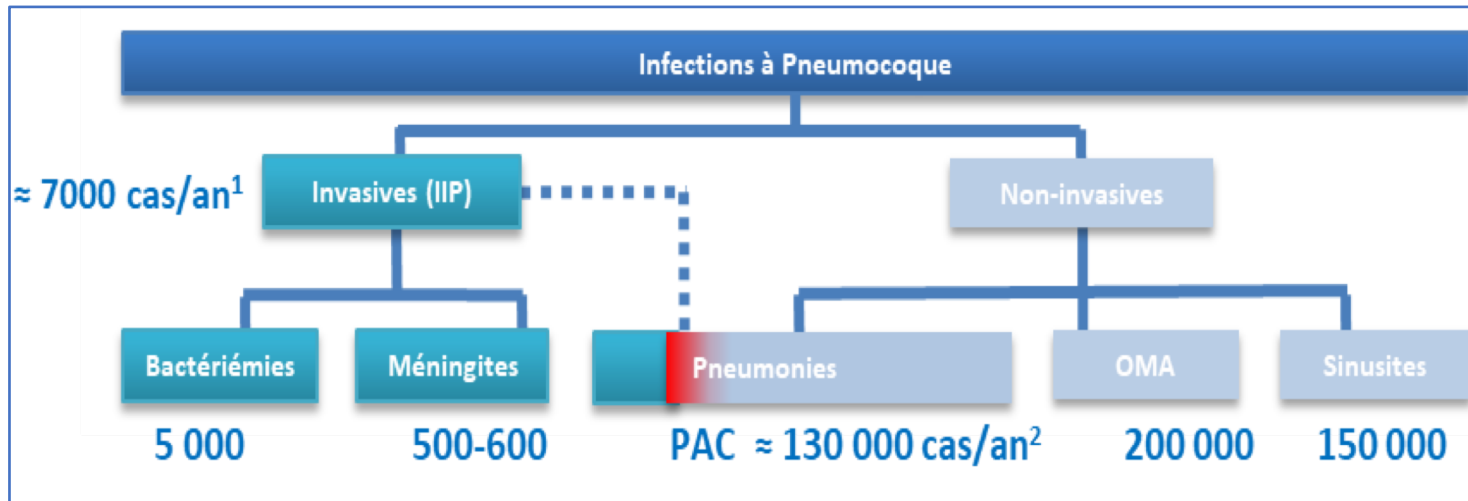 Infections à Pneumocoque
≈ 7000 cas/an¹
Invasives (IIP)
Non-invasives
Bactériémies
Méningites
Pneumonies
OMA
Sinusites
5 000
500-600
PAC ≈ 130 000 cas/an²
200 000
150 000